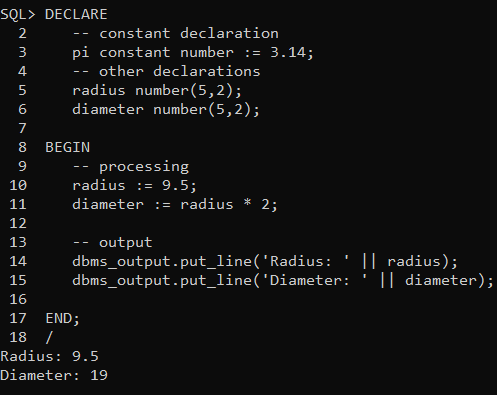 SQL> DECLARE
  2     -- constant declaration
  3     pi constant number := 3.14;
  4     -- other declarations
  5     radius number(5,2);
  6     diameter number(5,2);
  7
  8  BEGIN
  9     -- processing
 10     radius := 9.5;
 11     diameter := radius * 2;
 12
 13     -- output
 14     dbms_output.put_line('Radius: ' || radius);
 15     dbms_output.put_line('Diameter: ' || diameter);
 16
 17  END;
 18  /
Radius: 9.5
Diameter: 19